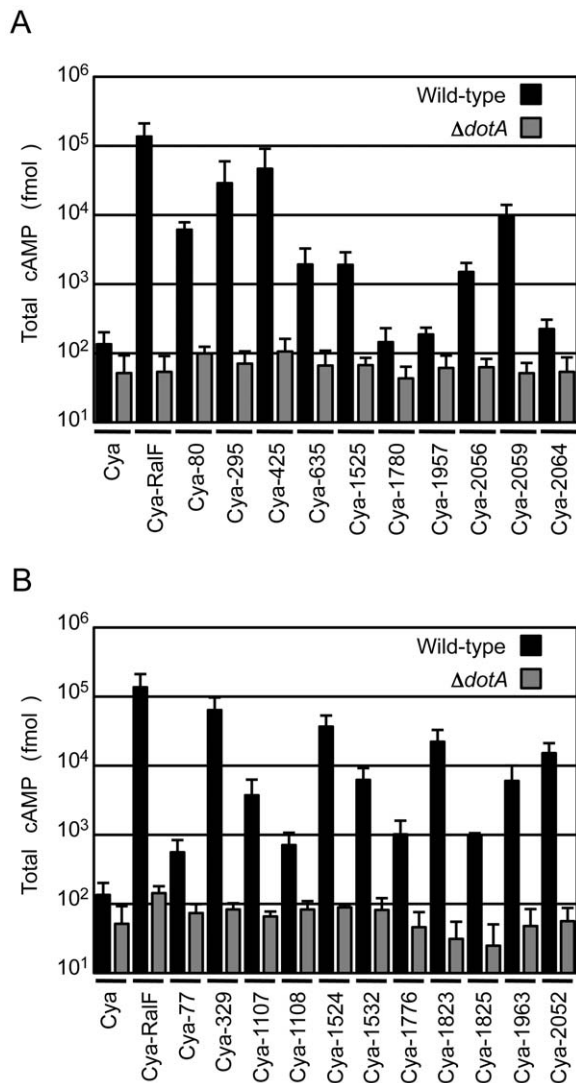 A
Total cAMP (fmol)
10⁶
10⁵
10⁴
10³
10²
10¹
Wild-type
ΔdotA
Cya
Cya-RalF
Cya-80
Cya-295
Cya-425
Cya-635
Cya-1525
Cya-1780
Cya-1957
Cya-2056
Cya-2059
Cya-2064
B
Total cAMP (fmol)
10⁶
10⁵
10⁴
10³
10²
10¹
Wild-type
ΔdotA
Cya
Cya-RalF
Cya-77
Cya-329
Cya-1107
Cya-1108
Cya-1524
Cya-1532
Cya-1776
Cya-1823
Cya-1825
Cya-1963
Cya-2052